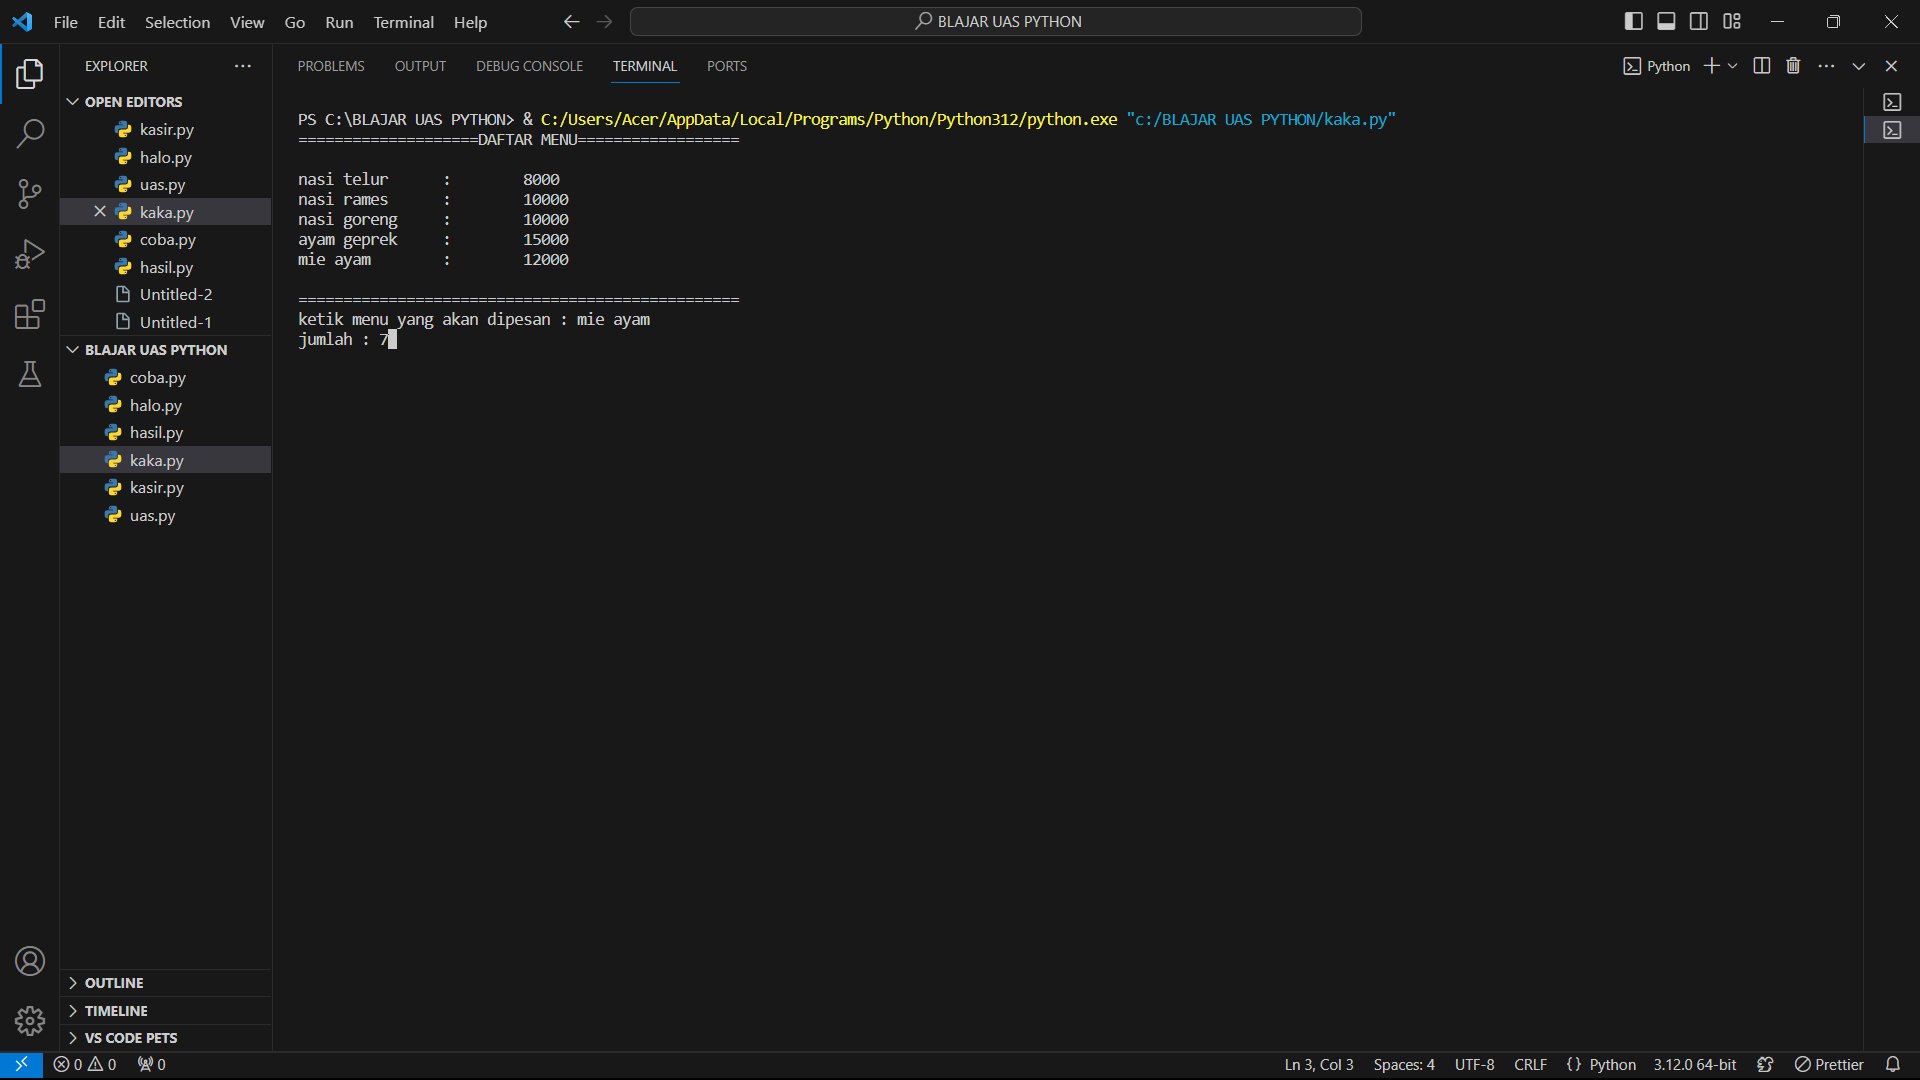 File Edit Selection View Go Run Terminal Help
BLAJAR UAS PYTHON
EXPLORER
OPEN EDITORS
kasir.py
halo.py
uas.py
kaka.py
coba.py
hasil.py
Untitled-2
Untitled-1
BLAJAR UAS PYTHON
coba.py
halo.py
hasil.py
kaka.py
kasir.py
uas.py
OUTLINE
TIMELINE
VS CODE PETS
PROBLEMS OUTPUT DEBUG CONSOLE TERMINAL PORTS
Python
PS C:\BLAJAR UAS PYTHON> & C:/Users/Acer/AppData/Local/Programs/Python/Python312/python.exe "c:/BLAJAR UAS PYTHON/kaka.py"
====================DAFTAR MENU==================
nasi telur : 8000
nasi rames : 10000
nasi goreng : 10000
ayam geprek : 15000
mie ayam : 12000
=================================================
ketik menu yang akan dipesan : mie ayam
jumlah : 7
0 0 0 Ln 3, Col 3 Spaces: 4 UTF-8 CRLF {} Python 3.12.0 64-bit Prettier